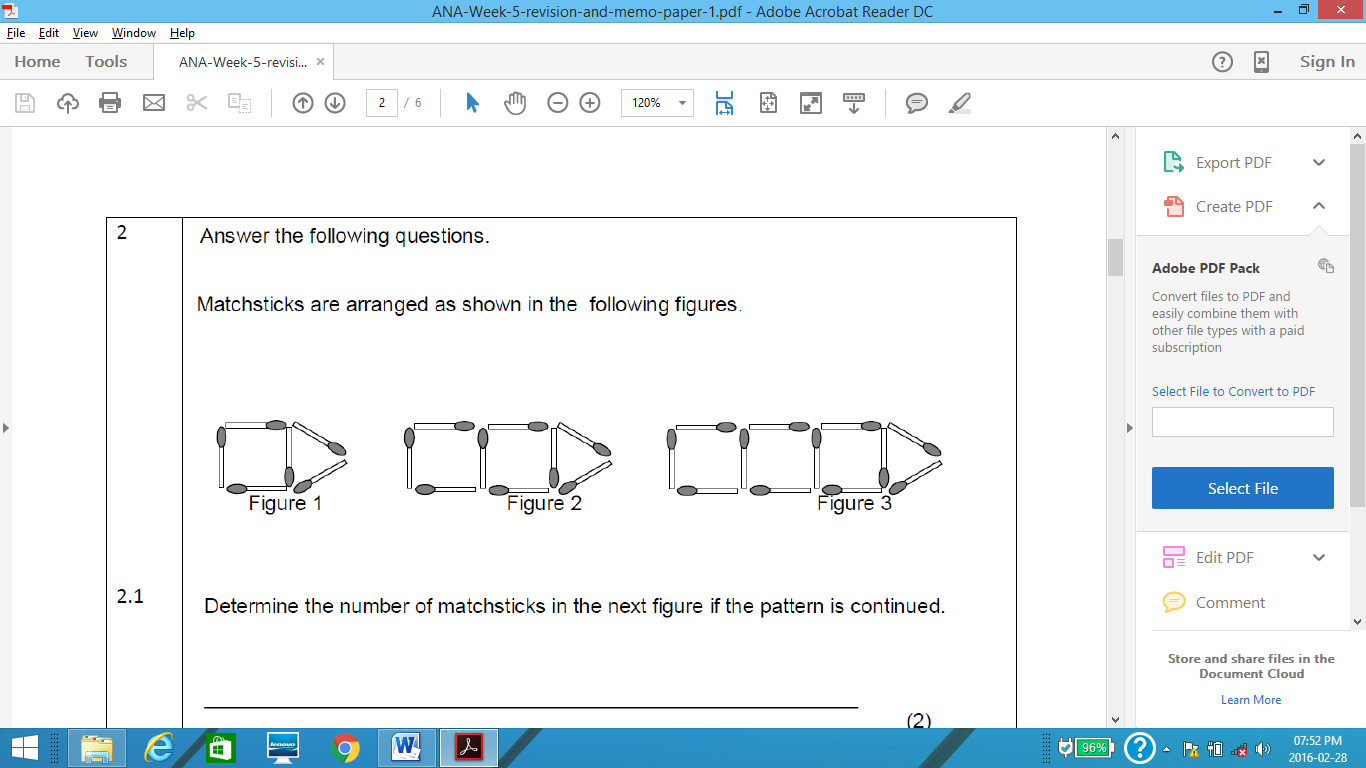 ANA-Week-5-revision-and-memo-paper-1.pdf - Adobe Acrobat Reader DC
File Edit View Window Help
Home Tools ANA-Week-5-revisi... × Sign In
2 / 6 120%
2 Answer the following questions.
Matchsticks are arranged as shown in the following figures.
Figure 1 Figure 2 Figure 3
2.1 Determine the number of matchsticks in the next figure if the pattern is continued.
(2)
Export PDF
Create PDF
Adobe PDF Pack
Convert files to PDF and
easily combine them with
other file types with a paid
subscription
Select File to Convert to PDF
Select File
Edit PDF
Comment
Store and share files in the
Document Cloud
Learn More
lenovo
96%
07:52 PM
2016-02-28